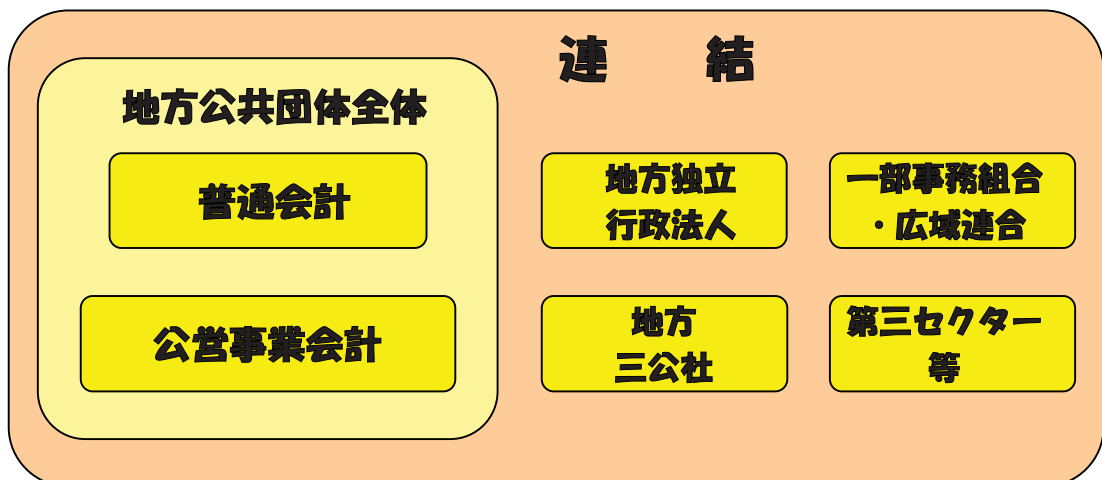 連　結
地方公共団体全体
普通会計
公営事業会計
地方独立
行政法人
一部事務組合
・広域連合
地方
三公社
第三セクター
等